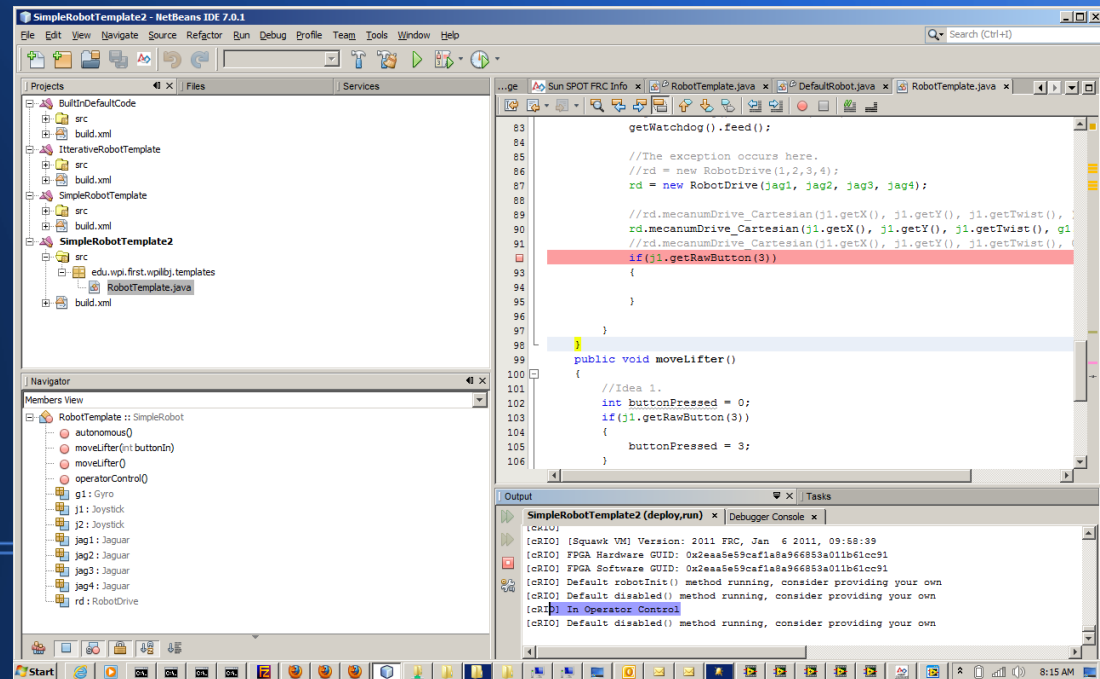 SimpleRobotTemplate2 - NetBeans IDE 7.0.1
File Edit View Navigate Source Refactor Run Debug Profile Team Tools Window Help
Search (Ctrl+I)
Projects
Files
Services
BuiltInDefaultCode
src
build.xml
ItterativeRobotTemplate
src
build.xml
SimpleRobotTemplate
src
build.xml
SimpleRobotTemplate2
src
edu.wpi.first.wpilibj.templates
RobotTemplate.java
build.xml
Navigator
Members View
RobotTemplate :: SimpleRobot
autonomous()
moveLifter(int buttonIn)
moveLifter()
operatorControl()
g1 : Gyro
j1 : Joystick
j2 : Joystick
jag1 : Jaguar
jag2 : Jaguar
jag3 : Jaguar
jag4 : Jaguar
rd : RobotDrive
...ge Sun SPOT FRC Info RobotTemplate.java DefaultRobot.java RobotTemplate.java
83 getWatchdog().feed();
84
85 //The exception occurs here.
86 //rd = new RobotDrive(1,2,3,4);
87 rd = new RobotDrive(jag1, jag2, jag3, jag4);
88
89 //rd.mecanumDrive_Cartesian(j1.getX(), j1.getY(), j1.getTwist(),
90 rd.mecanumDrive_Cartesian(j1.getX(), j1.getY(), j1.getTwist(), g1
91 //rd.mecanumDrive_Cartesian(j1.getX(), j1.getY(), j1.getTwist(),
if(j1.getRawButton(3))
93 {
94
95 }
96
97 }
98 }
99 public void moveLifter()
100 {
101 //Idea 1.
102 int buttonPressed = 0;
103 if(j1.getRawButton(3))
104 {
105 buttonPressed = 3;
106 }
Output
Tasks
SimpleRobotTemplate2 (deploy,run)
Debugger Console
[cRIO]
[cRIO] [Squawk VM] Version: 2011 FRC, Jan 6 2011, 09:58:39
[cRIO] FPGA Hardware GUID: 0x2eaa5e59caf1a8a966853a011b61cc91
[cRIO] FPGA Software GUID: 0x2eaa5e59caf1a8a966853a011b61cc91
[cRIO] Default robotInit() method running, consider providing your own
[cRIO] Default disabled() method running, consider providing your own
[cRIO] In Operator Control
[cRIO] Default disabled() method running, consider providing your own
Start
8:15 AM